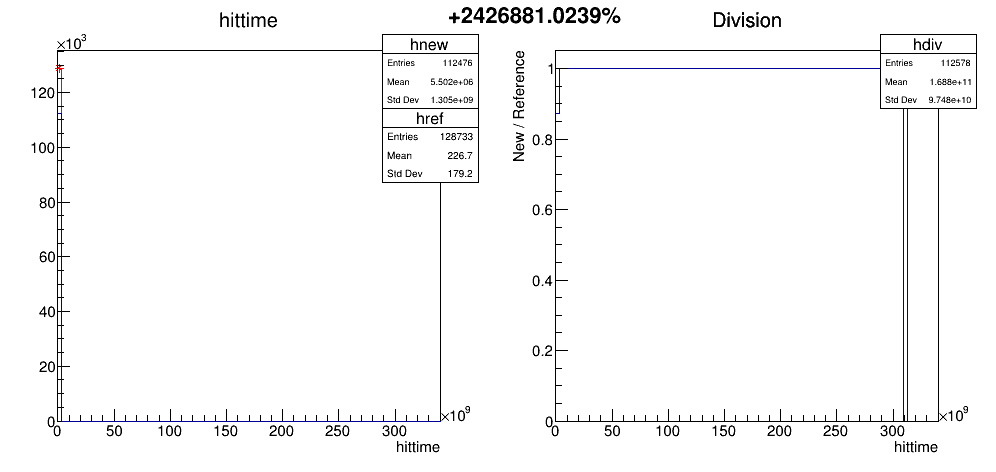 +2426881.0239%
hittime
×10³
hnew
Entries 112476
Mean 5.502e+06
Std Dev 1.305e+09
href
Entries 128733
Mean 226.7
Std Dev 179.2
120
100
80
60
40
20
0
0 50 100 150 200 250 300
×10⁹
hittime
Division
hdiv
Entries 112578
Mean 1.688e+11
Std Dev 9.748e+10
New / Reference
1
0.8
0.6
0.4
0.2
0
0 50 100 150 200 250 300
×10⁹
hittime